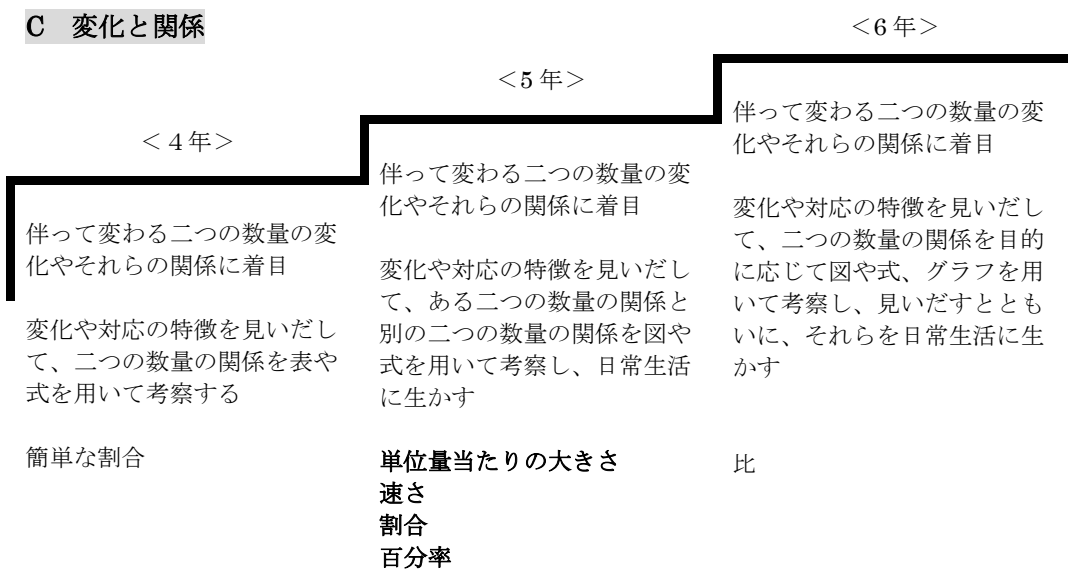 C 変化と関係
<4年>
伴って変わる二つの数量の変
化やそれらの関係に着目
変化や対応の特徴を見いだし
て、二つの数量の関係を表や
式を用いて考察する
簡単な割合
<5年>
伴って変わる二つの数量の変
化やそれらの関係に着目
変化や対応の特徴を見いだし
て、ある二つの数量の関係と
別の二つの数量の関係を図や
式を用いて考察し、日常生活
に生かす
単位量当たりの大きさ
速さ
割合
百分率
<6年>
伴って変わる二つの数量の変
化やそれらの関係に着目
変化や対応の特徴を見いだし
て、二つの数量の関係を目的
に応じて図や式、グラフを用
いて考察し、見いだすととも
いに、それらを日常生活に生
かす
比